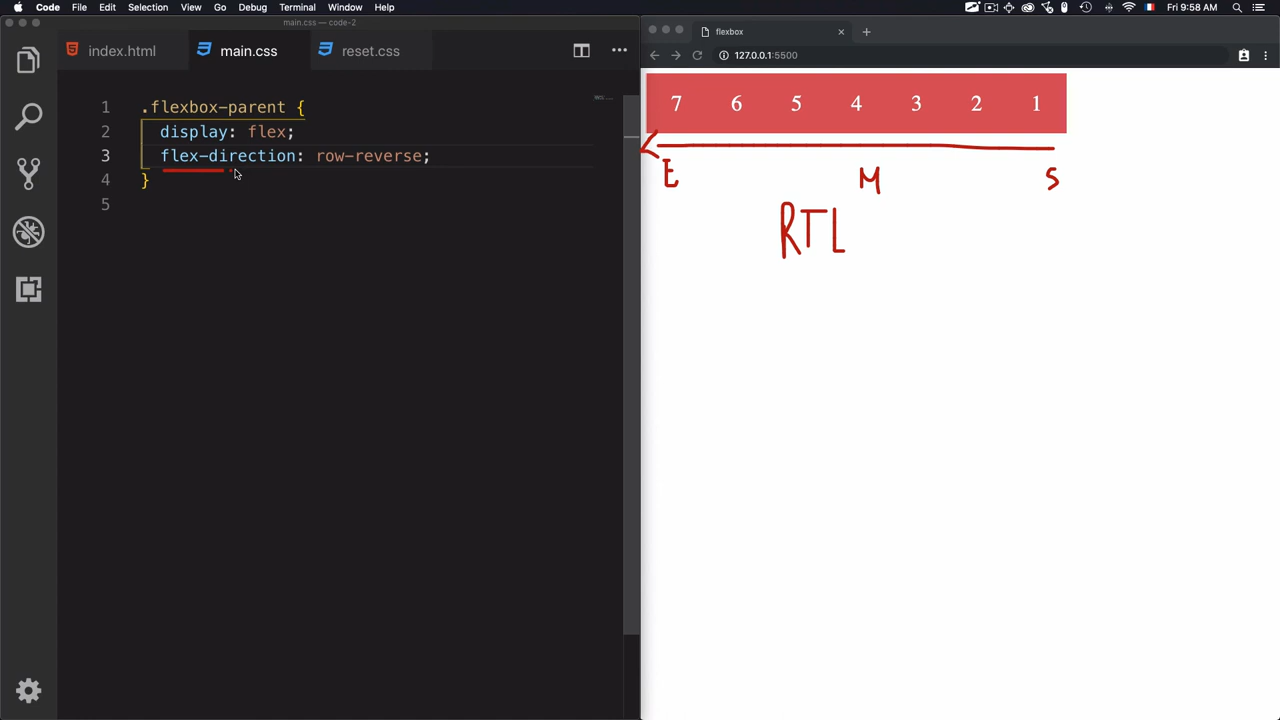 Code File Edit Selection View Go Debug Terminal Window Help
Fri 9:58 AM
main.css — code-2
index.html
main.css
reset.css
1 .flexbox-parent {
2 display: flex;
3 flex-direction: row-reverse;
4 }
5
flexbox
127.0.0.1:5500
7 6 5 4 3 2 1
E M S
RTL